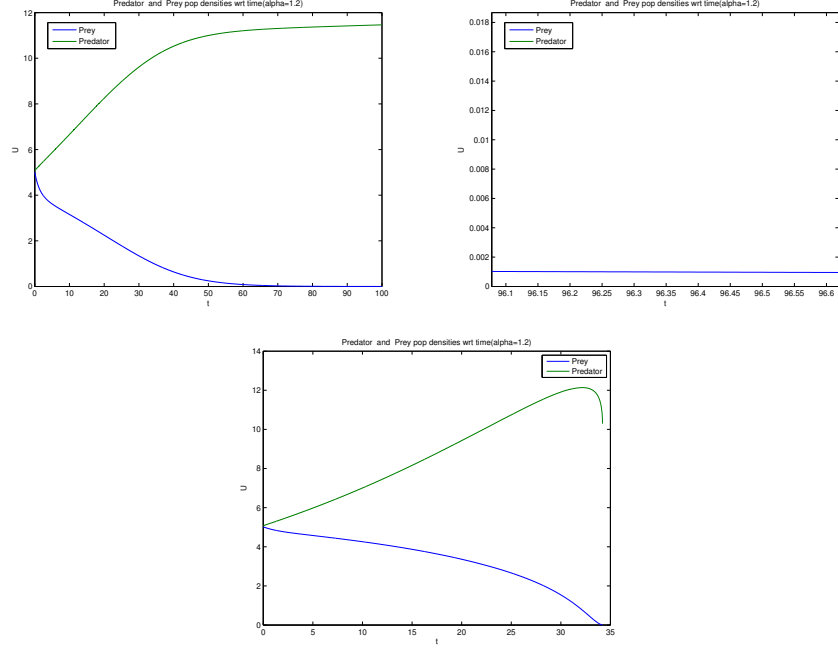 Predator and Prey pop densities wrt time(alpha=1.2)
12
10
8
6
4
2
0
U
Prey
Predator
0 10 20 30 40 50 60 70 80 90 100
t
Predator and Prey pop densities wrt time(alpha=1.2)
0.018
0.016
0.014
0.012
0.01
0.008
0.006
0.004
0.002
0
U
Prey
Predator
96.1 96.15 96.2 96.25 96.3 96.35 96.4 96.45 96.5 96.55 96.6
t
Predator and Prey pop densities wrt time(alpha=1.2)
14
12
10
8
6
4
2
0
U
Prey
Predator
0 5 10 15 20 25 30 35
t